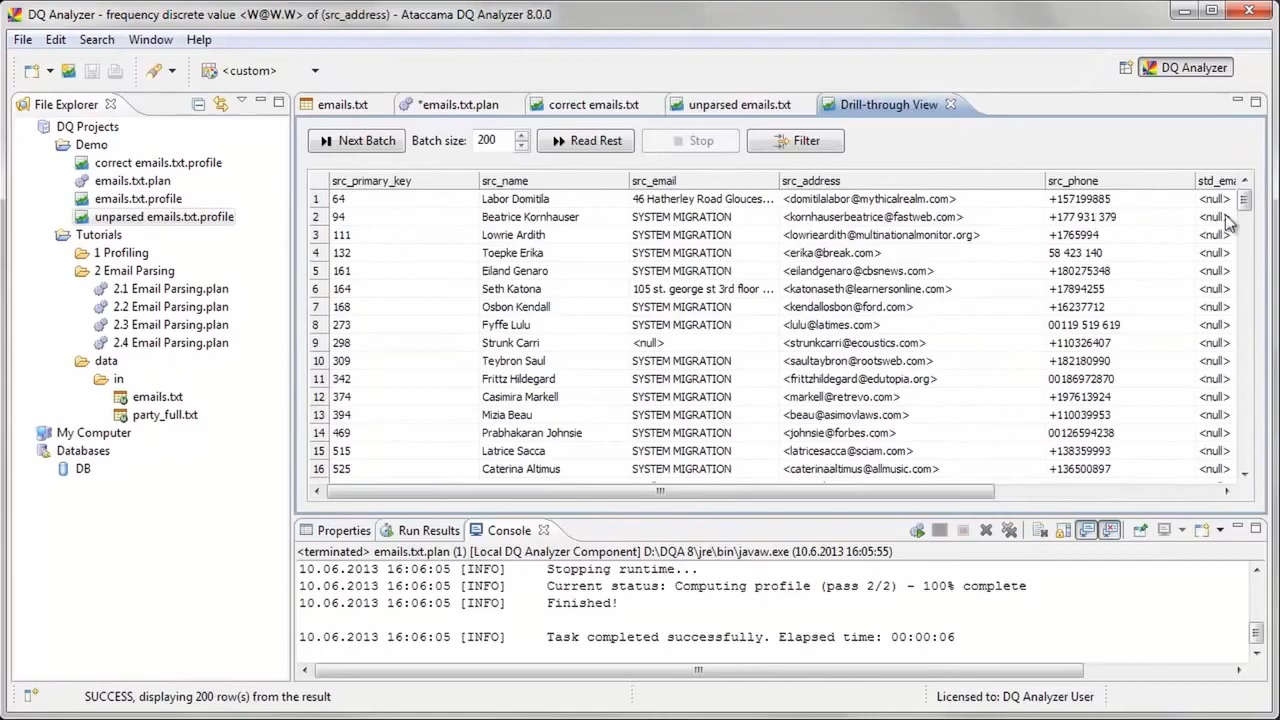 DQ Analyzer - frequency discrete value <W@W.W> of (src_address) - Ataccama DQ Analyzer 8.0.0
File Edit Search Window Help
<custom> DQ Analyzer
File Explorer
DQ Projects
Demo
correct emails.txt.profile
emails.txt.plan
emails.txt.profile
unparsed emails.txt.profile
Tutorials
1 Profiling
2 Email Parsing
2.1 Email Parsing.plan
2.2 Email Parsing.plan
2.3 Email Parsing.plan
2.4 Email Parsing.plan
data
in
emails.txt
party_full.txt
My Computer
Databases
DB
emails.txt *emails.txt.plan correct emails.txt unparsed emails.txt Drill-through View
Next Batch Batch size: 200 Read Rest Stop Filter
src_primary_key src_name src_email src_address src_phone std_ema
1 64 Labor Domitila 46 Hatherley Road Glouces... <domitilalabor@mythicalrealm.com> +157199885 <null>
2 94 Beatrice Kornhauser SYSTEM MIGRATION <kornhauserbeatrice@fastweb.com> +177 931 379 <null>
3 111 Lowrie Ardith SYSTEM MIGRATION <lowrieardith@multinationalmonitor.org> +1765994 <null>
4 132 Toepke Erika SYSTEM MIGRATION <erika@break.com> 58 423 140 <null>
5 161 Eiland Genaro SYSTEM MIGRATION <eilandgenaro@cbsnews.com> +180275348 <null>
6 164 Seth Katona 105 st. george st 3rd floor ... <katonaseth@learnersonline.com> +17894255 <null>
7 168 Osbon Kendall SYSTEM MIGRATION <kendallosbon@ford.com> +16237712 <null>
8 273 Fyffe Lulu SYSTEM MIGRATION <lulu@latimes.com> 00119 519 619 <null>
9 298 Strunk Carri <null> <strunkcarri@ecoustics.com> +110326407 <null>
10 309 Teybron Saul SYSTEM MIGRATION <saultaybron@rootsweb.com> +182180990 <null>
11 342 Frittz Hildegard SYSTEM MIGRATION <frittzhildegard@edutopia.org> 00186972870 <null>
12 374 Casimira Markell SYSTEM MIGRATION <markell@retrevo.com> +197613924 <null>
13 394 Mizia Beau SYSTEM MIGRATION <beau@asimovlaws.com> +110039953 <null>
14 469 Prabhakaran Johnsie SYSTEM MIGRATION <johnsie@forbes.com> 00126594238 <null>
15 515 Latrice Sacca SYSTEM MIGRATION <latricesacca@sciam.com> +138359993 <null>
16 525 Caterina Altimus SYSTEM MIGRATION <caterinaaltimus@allmusic.com> +136500897 <null>
Properties Run Results Console
<terminated> emails.txt.plan (1) [Local DQ Analyzer Component] D:\DQA 8\jre\bin\javaw.exe (10.6.2013 16:05:55)
10.06.2013 16:06:05 [INFO] Stopping runtime...
10.06.2013 16:06:05 [INFO] Current status: Computing profile (pass 2/2) - 100% complete
10.06.2013 16:06:05 [INFO] Finished!
10.06.2013 16:06:05 [INFO] Task completed successfully. Elapsed time: 00:00:06
SUCCESS, displaying 200 row(s) from the result Licensed to: DQ Analyzer User